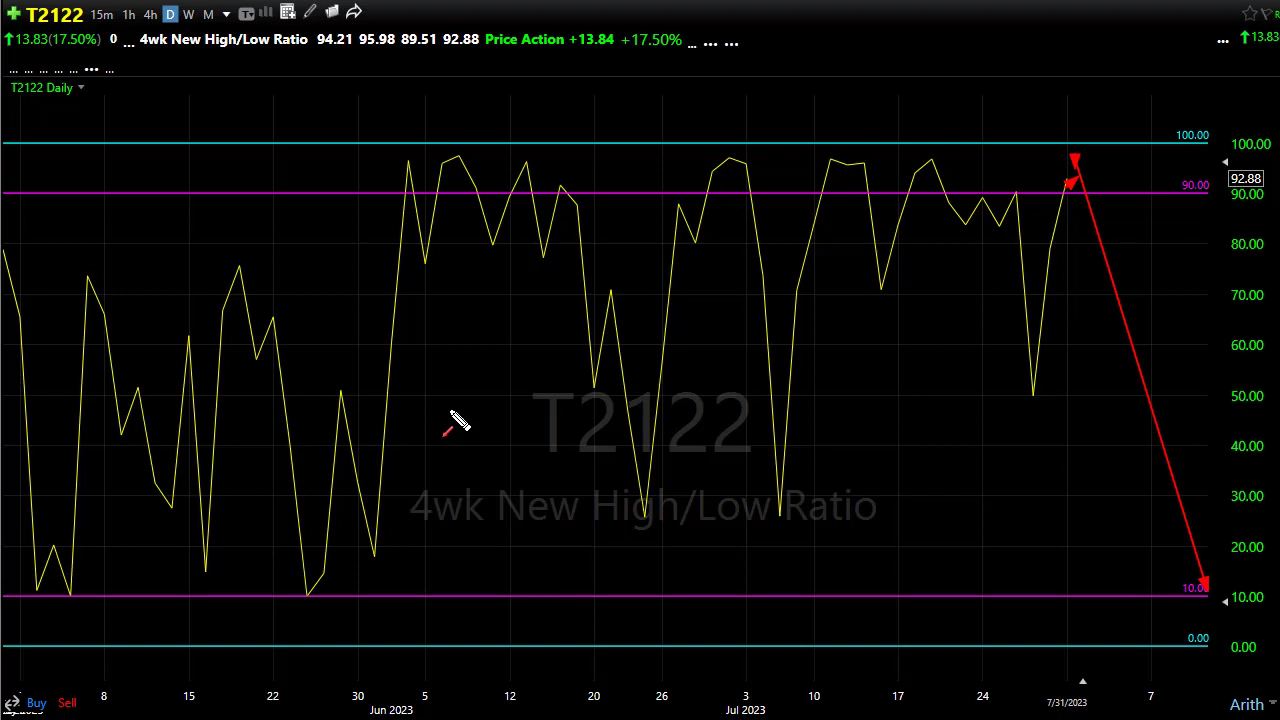 T2122 15m 1h 4h D W M
13.83(17.50%) 0 ... 4wk New High/Low Ratio 94.21 95.98 89.51 92.88 Price Action +13.84 +17.50% ... ... ... ... 13.83
... ... ... ... ... ... ...
T2122 Daily
100.00 100.00
92.88
90.00 90.00
80.00
70.00
60.00
50.00
T2122
40.00
30.00
4wk New High/Low Ratio
20.00
10.00 10.00
0.00 0.00
8 15 22 30 5 12 20 26 3 10 17 24 7/31/2023 7
Buy Sell Jun 2023 Jul 2023 Arith